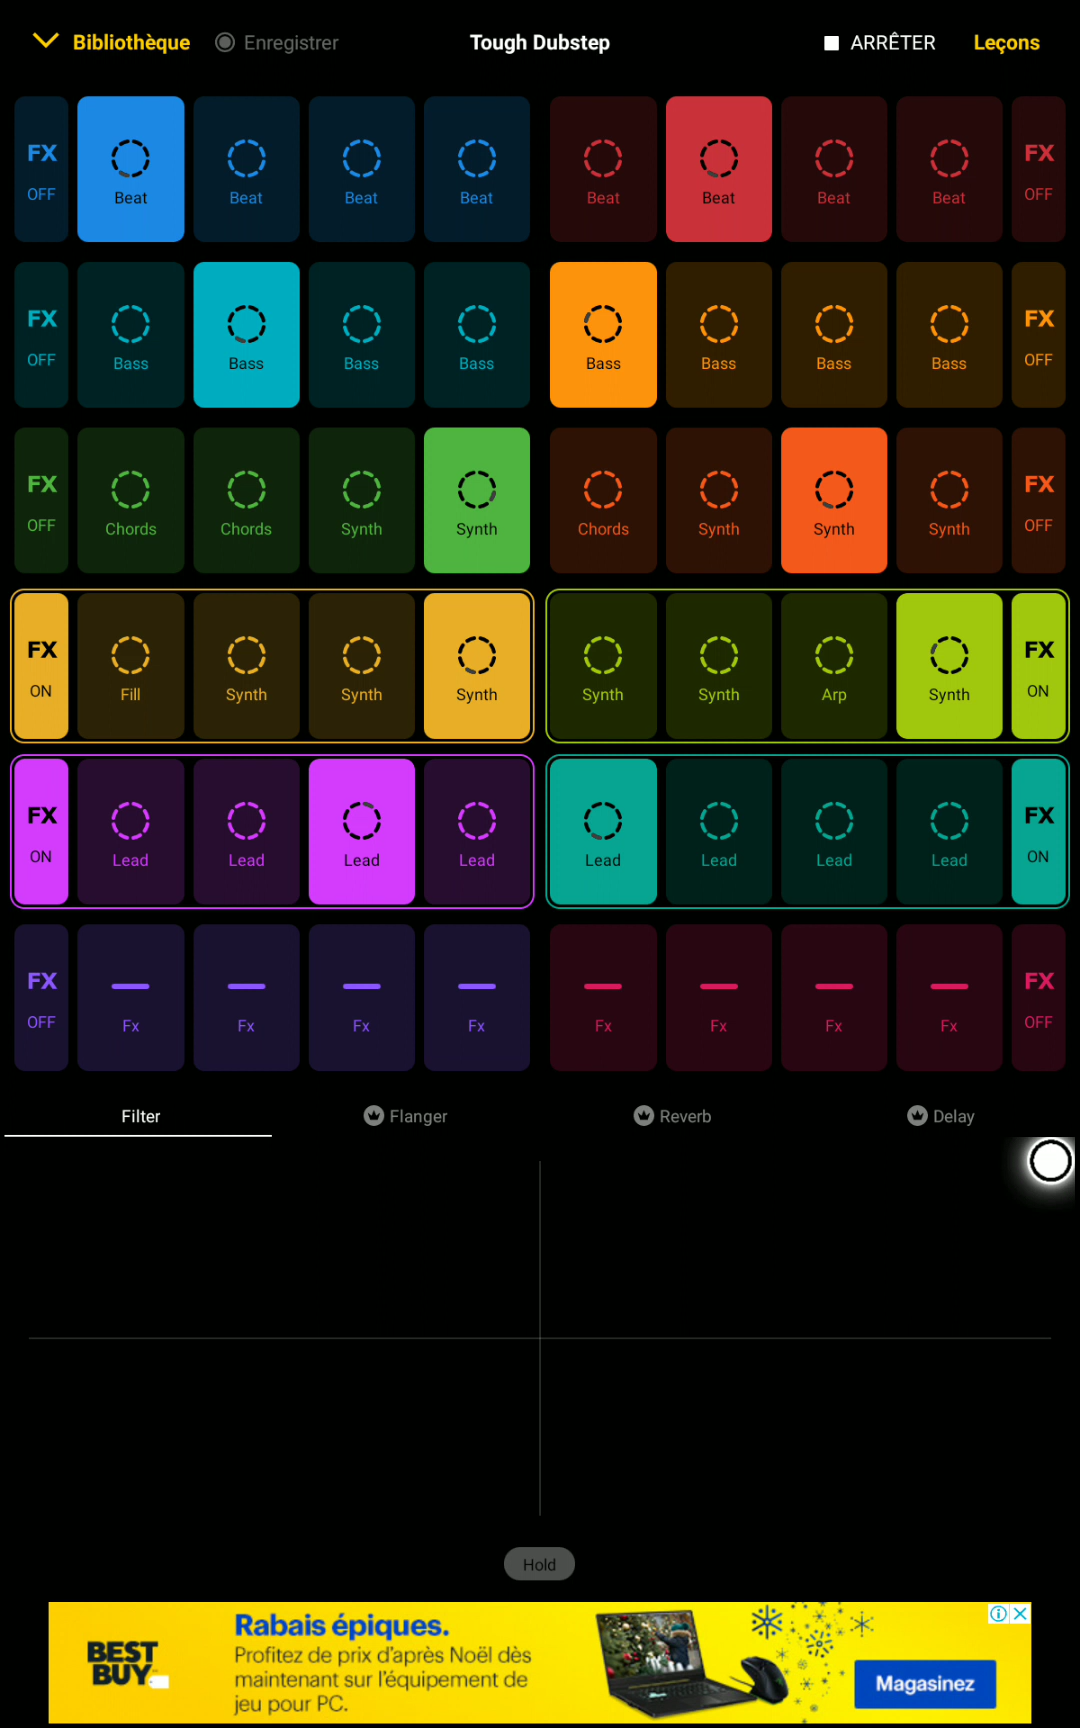 Bibliothèque Enregistrer Tough Dubstep ARRÊTER Leçons
FX Beat Beat Beat Beat Beat Beat Beat Beat FX
OFF OFF
FX Bass Bass Bass Bass Bass Bass Bass Bass FX
OFF OFF
FX Chords Chords Synth Synth Chords Synth Synth Synth FX
OFF OFF
FX Fill Synth Synth Synth Synth Synth Arp Synth FX
ON ON
FX Lead Lead Lead Lead Lead Lead Lead Lead FX
ON ON
FX Fx Fx Fx Fx Fx Fx Fx Fx FX
OFF OFF
Filter Flanger Reverb Delay
Hold
BEST
BUY
Rabais épiques.
Profitez de prix d'après Noël dès
maintenant sur l'équipement de
jeu pour PC.
Magasinez